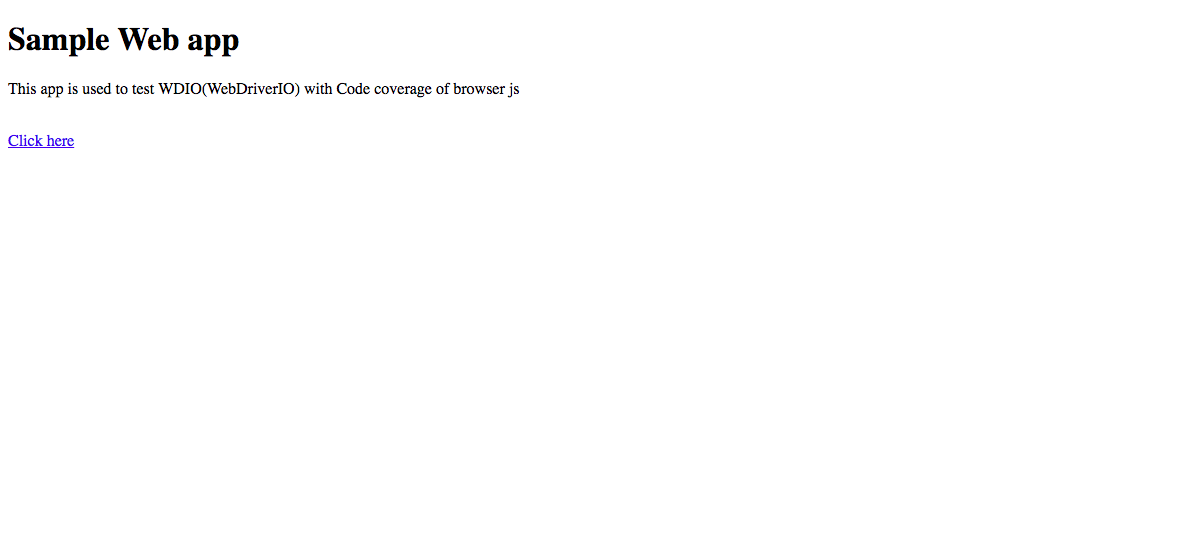 Sample Web app
This app is used to test WDIO(WebDriverIO) with Code coverage of browser js
Click here